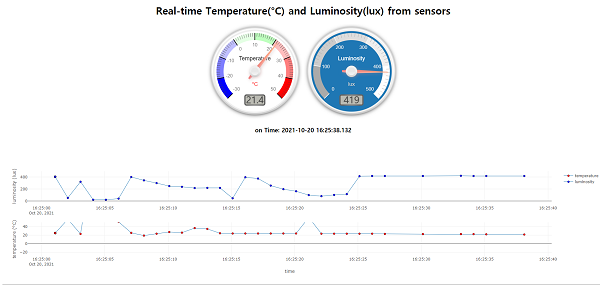 Real-time Temperature(°C) and Luminosity(lux) from sensors
-30 -20 -10 0 10 20 30 40 50
Temperature
°C
21.4
0 100 200 300 400 500
Luminosity
lux
419
on Time: 2021-10-20 16:25:38.132
luminosity [lux]
400
200
0
16:25:00 16:25:05 16:25:10 16:25:15 16:25:20 16:25:25 16:25:30 16:25:35 16:25:40
Oct 20, 2021
temperature
luminosity
temperature [°C]
40
20
0
−20
16:25:00 16:25:05 16:25:10 16:25:15 16:25:20 16:25:25 16:25:30 16:25:35 16:25:40
Oct 20, 2021
time